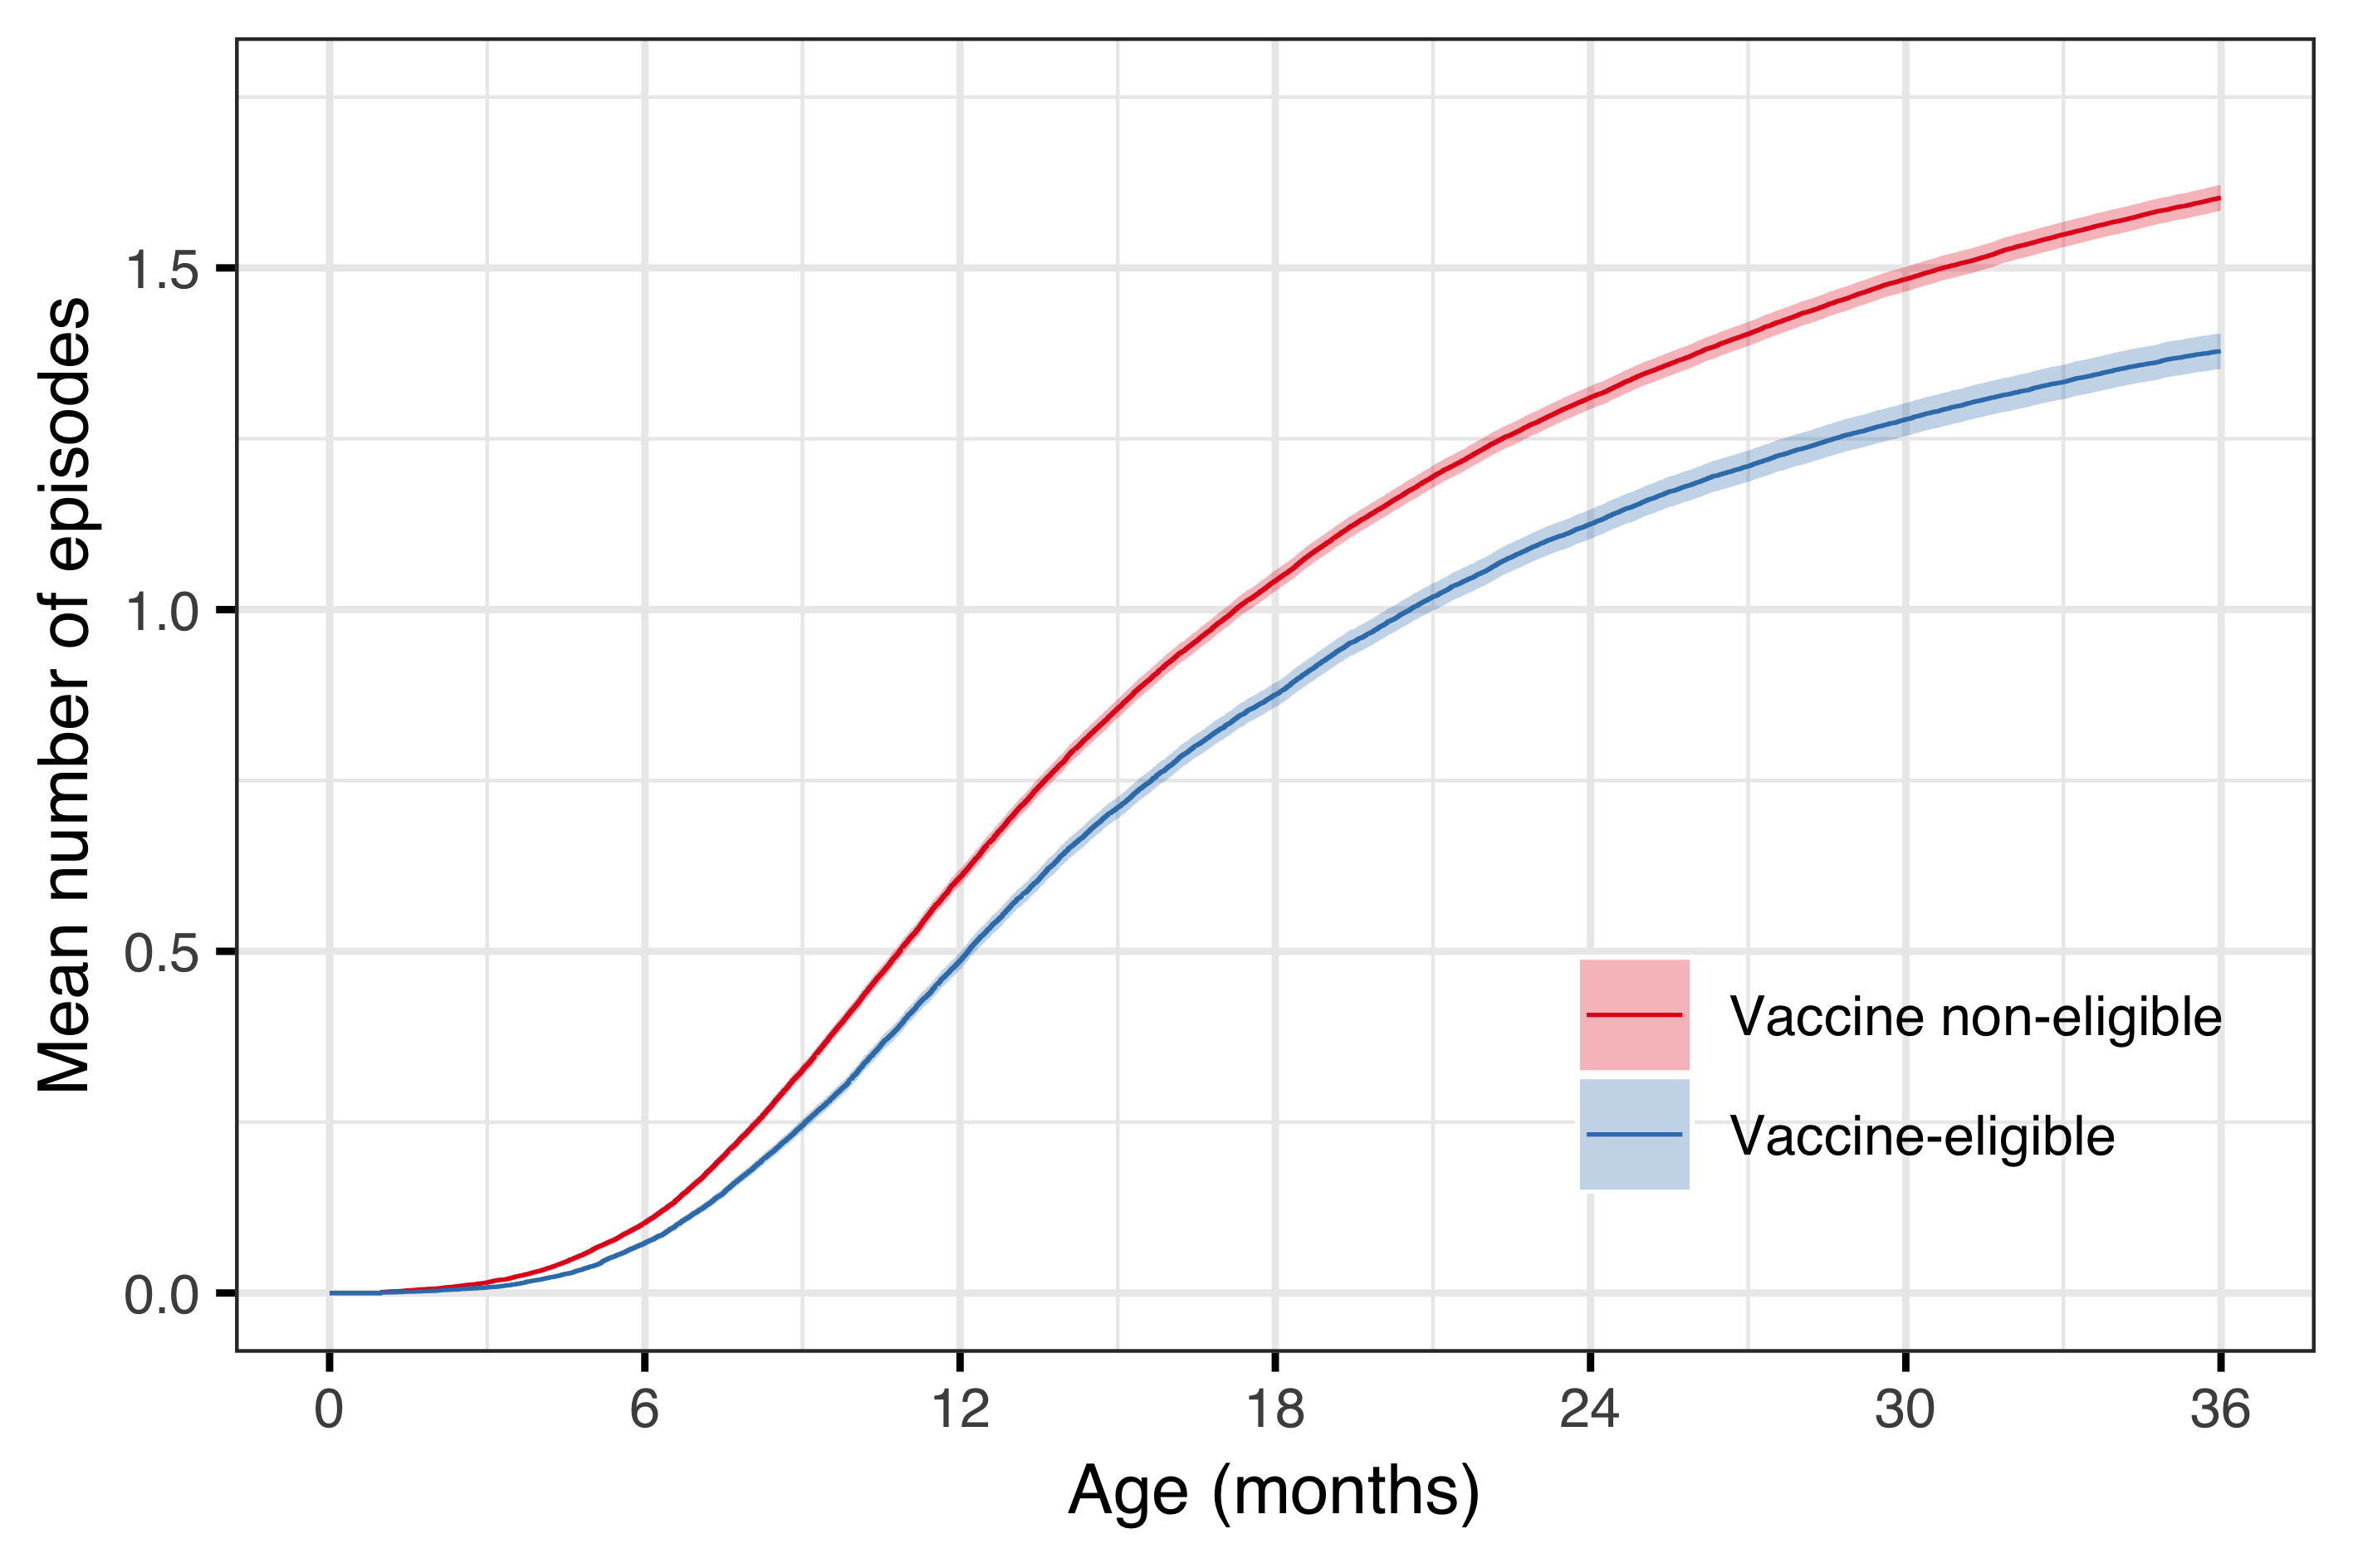 Mean number of episodes
1.5
1.0
0.5
0.0
Vaccine non-eligible
Vaccine-eligible
0 6 12 18 24 30 36
Age (months)